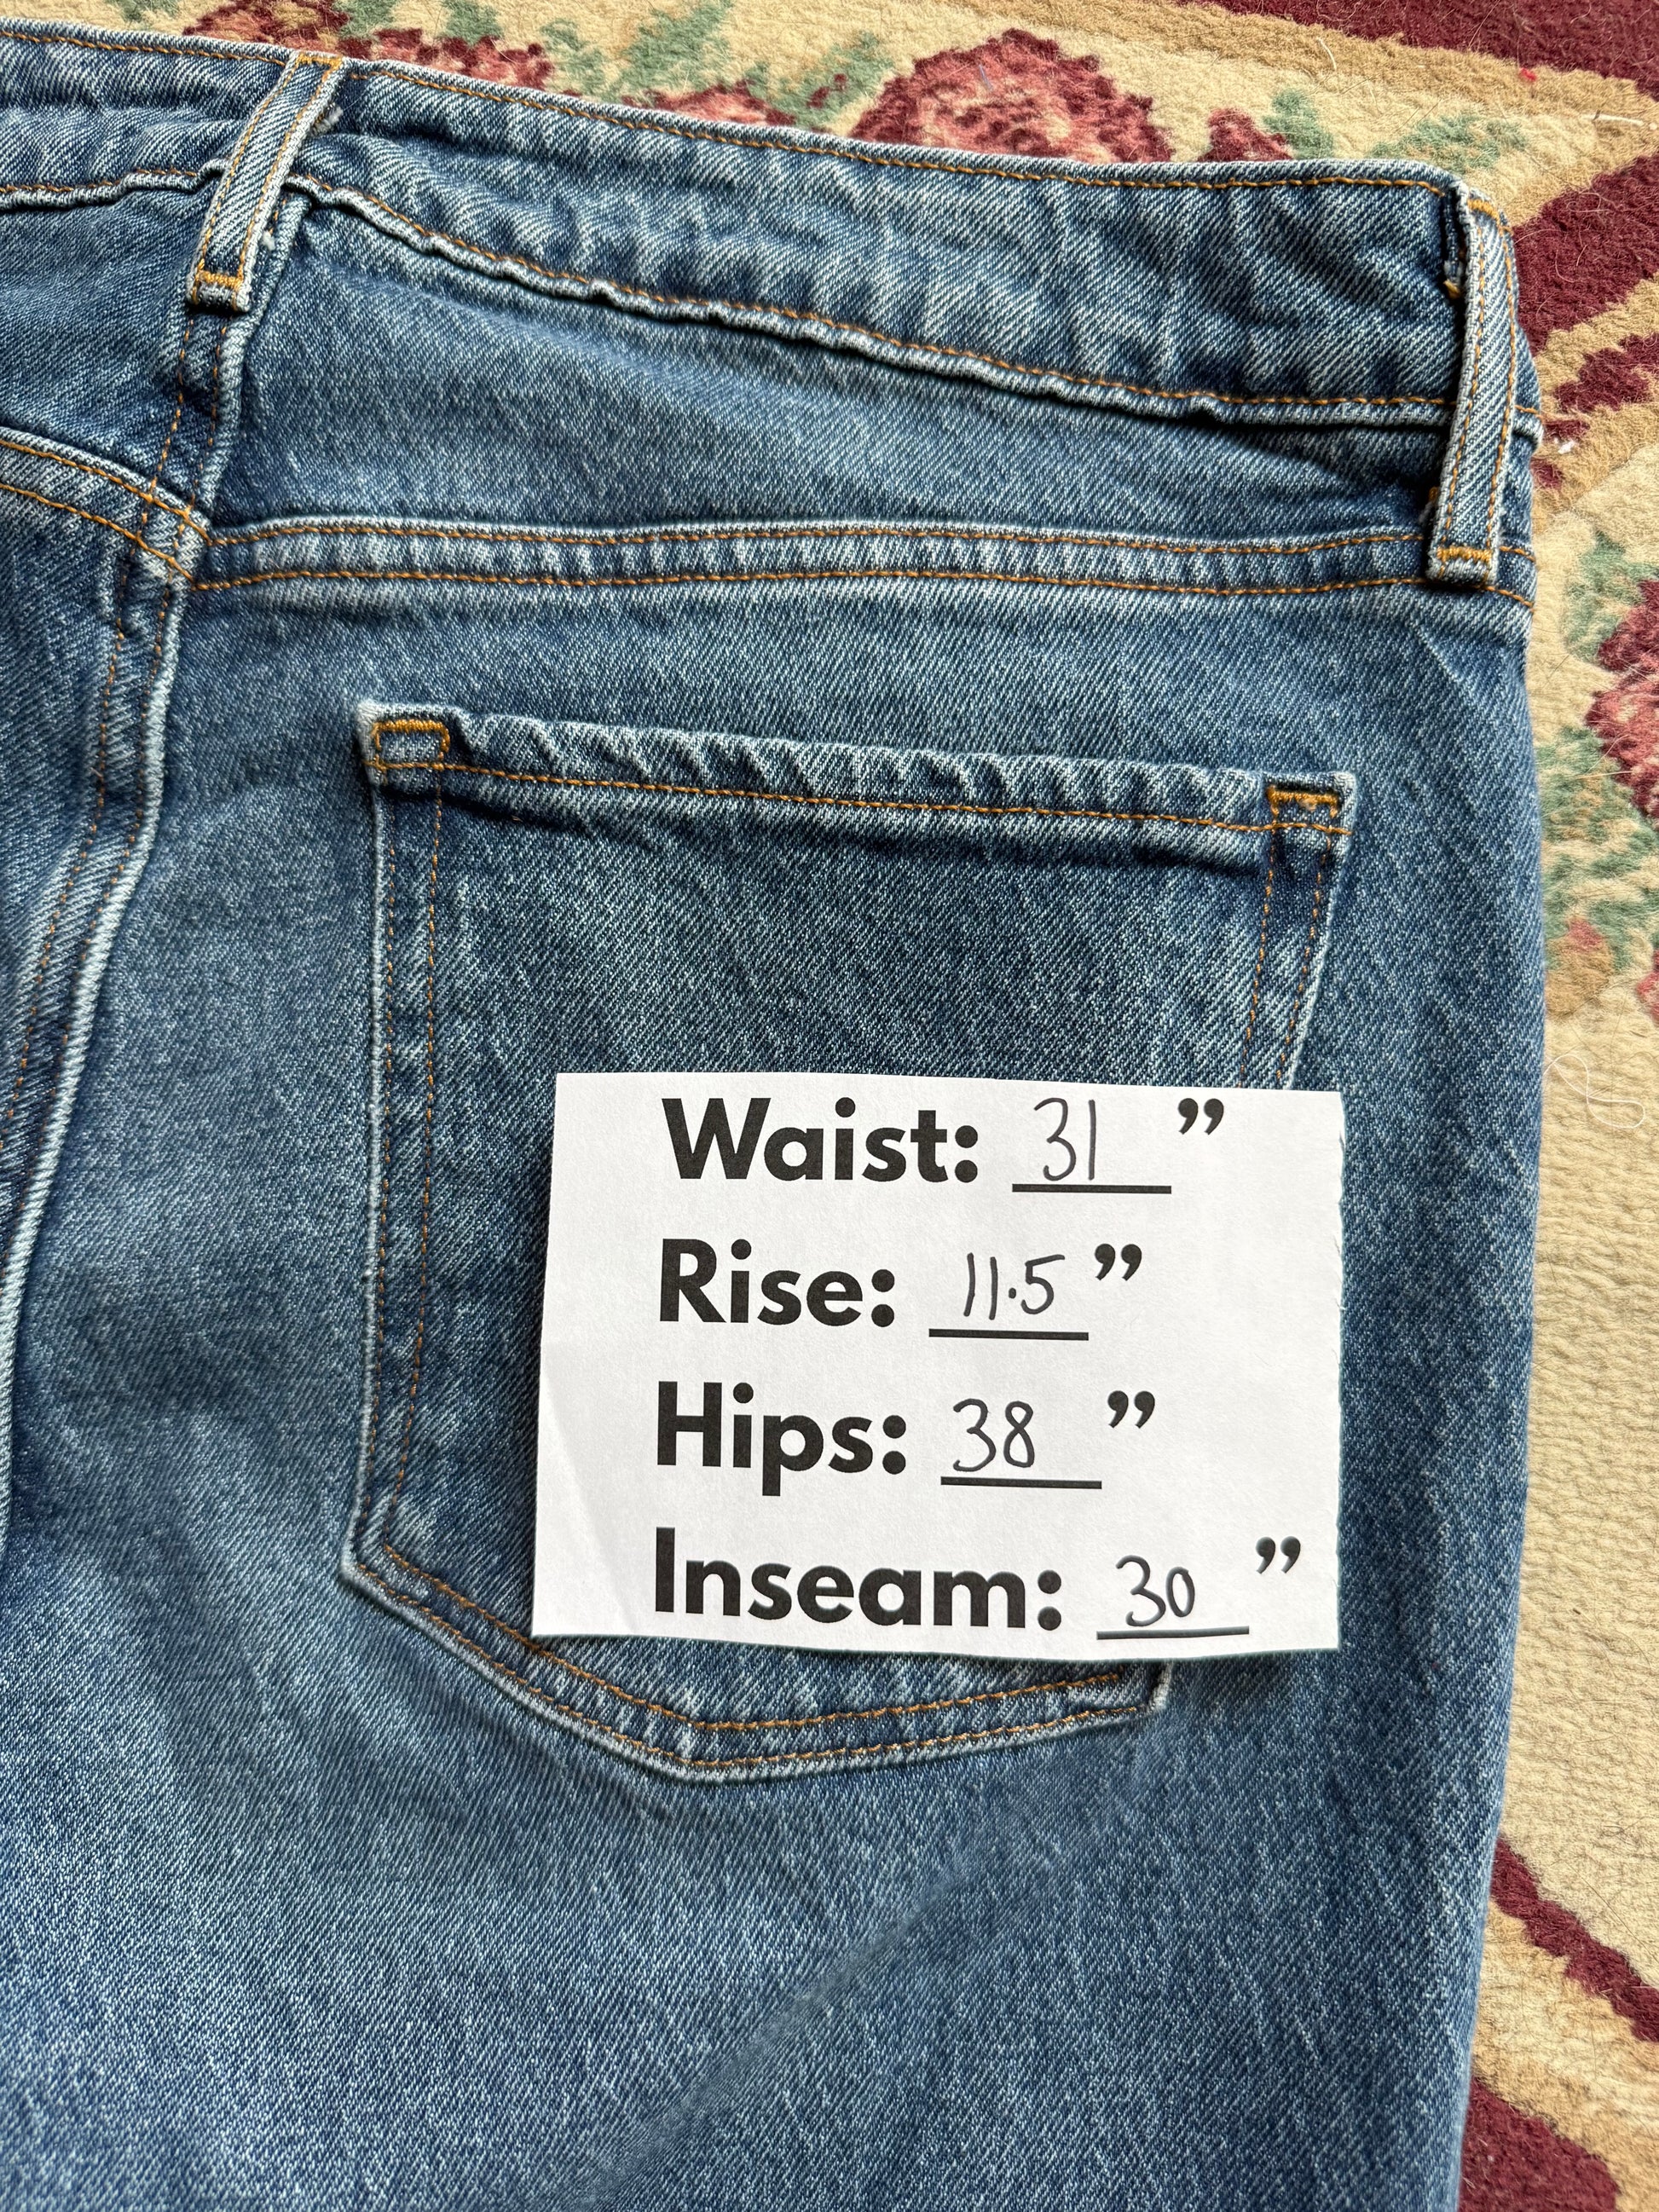 Waist: 31 ”
Rise: 11.5 ”
Hips: 38 ”
Inseam: 30 ”